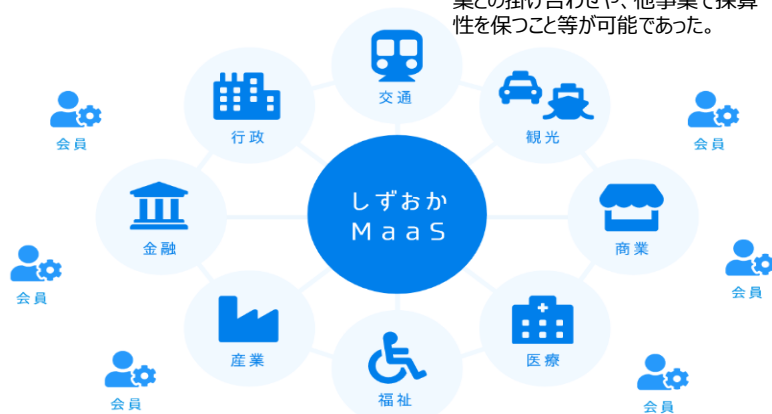 業との掛け合わせや、他事業で採算
性を保つこと等が可能であった。
交通
行政
観光
会員
会員
しずおか
MaaS
金融
商業
会員
会員
産業
医療
福祉
会員
会員